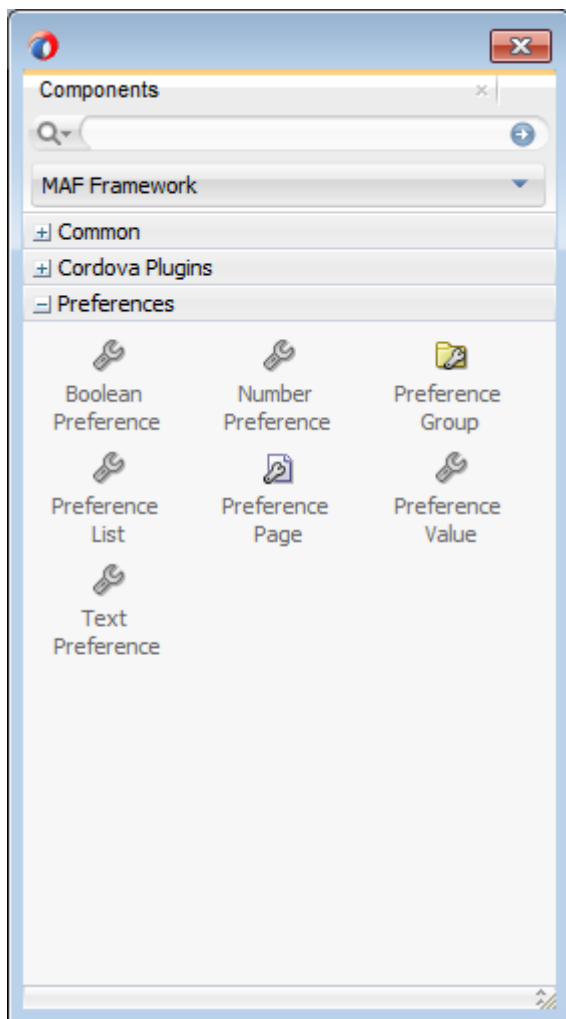 Components
MAF Framework
Common
Cordova Plugins
Preferences
Boolean Number Preference
Preference Preference Group
Preference Preference Preference
List Page Value
Text
Preference